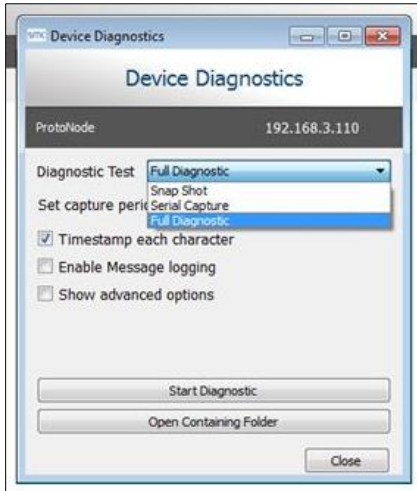 smc Device Diagnostics
Device Diagnostics
ProtoNode 192.168.3.110
Diagnostic Test Full Diagnostic
Snap Shot
Set capture peri Serial Capture
Full Diagnostic
Timestamp each character
Enable Message logging
Show advanced options
Start Diagnostic
Open Containing Folder
Close